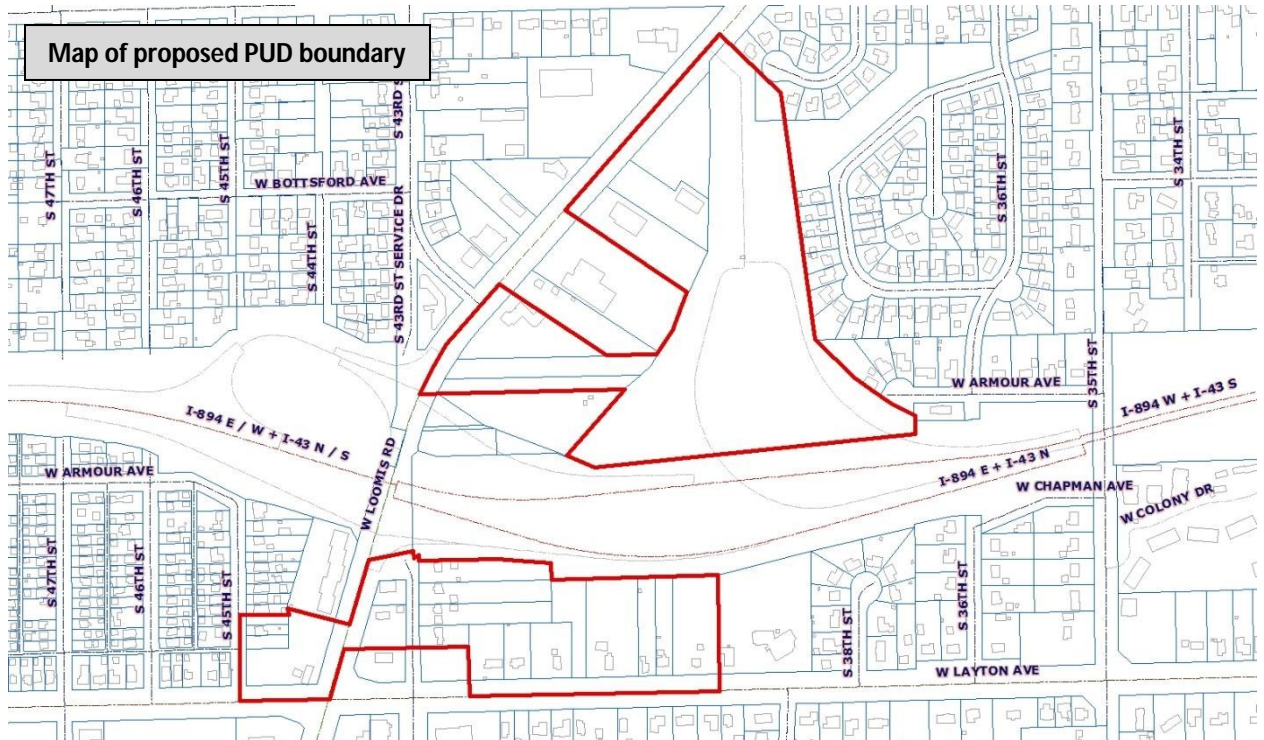 Map of proposed PUD boundary
S 43RD S
S 47TH ST
S 46TH ST
S 45TH ST
W BOTTSFORD AVE
S 44TH ST
S 43RD ST SERVICE DR
S 36TH ST
S 34TH ST
S 35TH ST
W ARMOUR AVE
I-894 E / W + I-43 N / S
I-894 W + I-43 S
I-894 E + I-43 N
W ARMOUR AVE
W LOOMIS RD
W CHAPMAN AVE
W COLONY DR
S 47TH ST
S 46TH ST
S 45TH ST
S 38TH ST
S 36TH ST
W LAYTON AVE